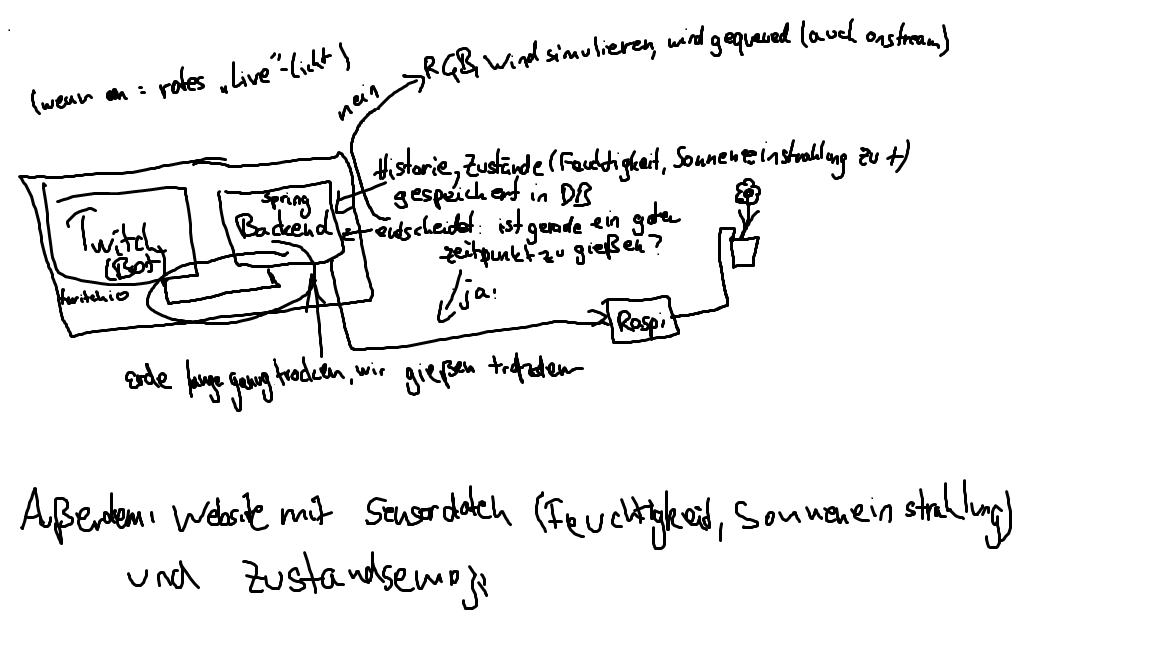 (wenn an = rotes „Live"-Licht)
RGB, Wind simulieren, wird gequeued (auch onstream)
nein
Historie, Zustände (Feuchtigkeit, Sonneneinstrahlung zu t)
gespeichert in DB
Spring
Backend
Twitch
(Bot
twitchio
entscheidet: ist gerade ein guter
zeitpunkt zu gießen?
ja!
Raspi
Erde lange genug trocken, wir gießen trotzdem
Außerdem: Website mit Sensordaten (Feuchtigkeit, Sonneneinstrahlung)
und Zustandsemoji